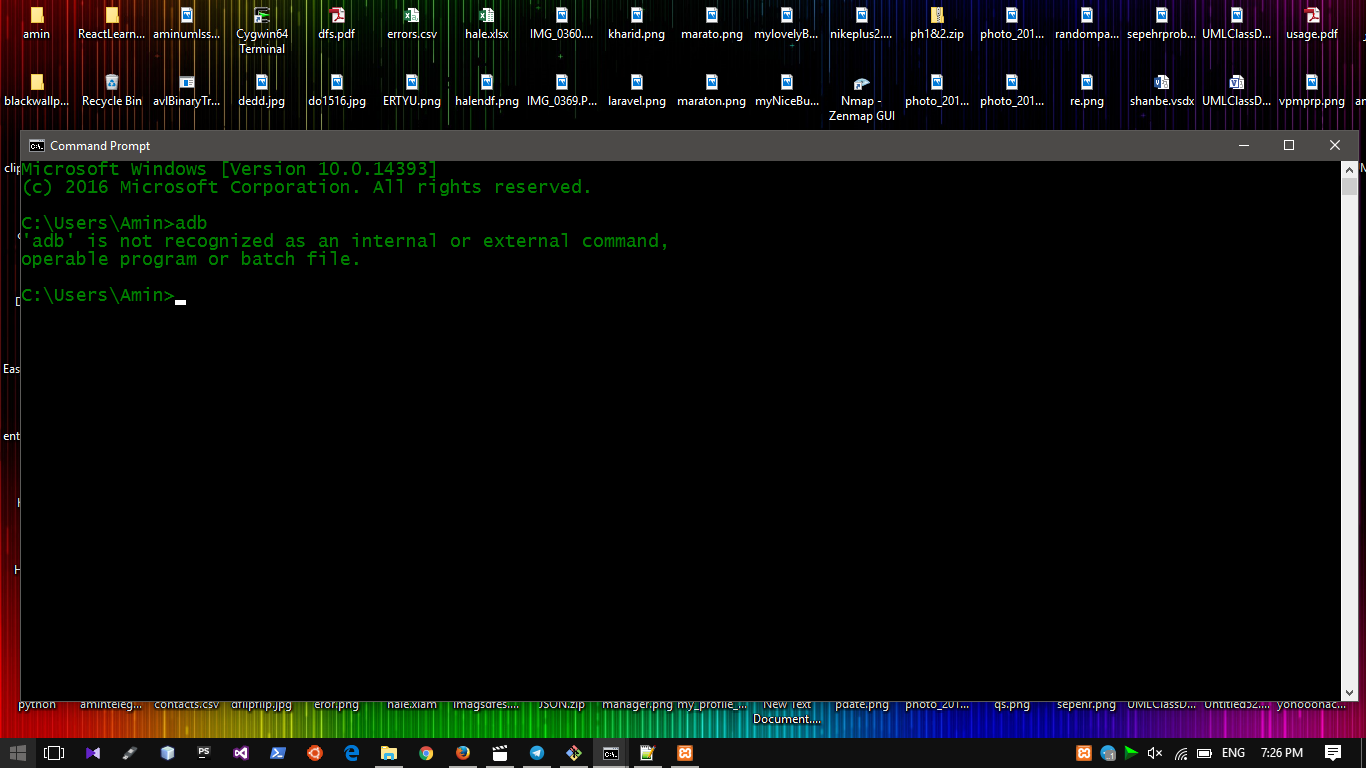 amin
ReactLearn...
aminumlss...
Cygwin64
Terminal
dfs.pdf
errors.csv
hale.xlsx
IMG_0360....
kharid.png
marato.png
mylovelyB...
nikeplus2....
ph1&2.zip
photo_201...
randompa...
sepehrprob...
UMLClassD...
usage.pdf
blackwallp...
Recycle Bin
avlBinaryTr...
dedd.jpg
do1516.jpg
ERTYU.png
halendf.png
IMG_0369.P...
laravel.png
maraton.png
myNiceBu...
Nmap -
Zenmap GUI
photo_201...
photo_201...
re.png
shanbe.vsdx
UMLClassD...
vpmprp.png
Command Prompt
Microsoft Windows [Version 10.0.14393]
(c) 2016 Microsoft Corporation. All rights reserved.
C:\Users\Amin>adb
'adb' is not recognized as an internal or external command,
operable program or batch file.
C:\Users\Amin>
python
aminteleg...
contacts.csv
dflipflip.jpg
eror.png
hale.xlam
imagsdfes....
JSON.zip
manager.png
my_profile_...
New Text
Document....
pdate.png
photo_201...
qs.png
sepehr.png
UMLClassD...
Untitled52....
yohooohac...
PS
ENG
7:26 PM